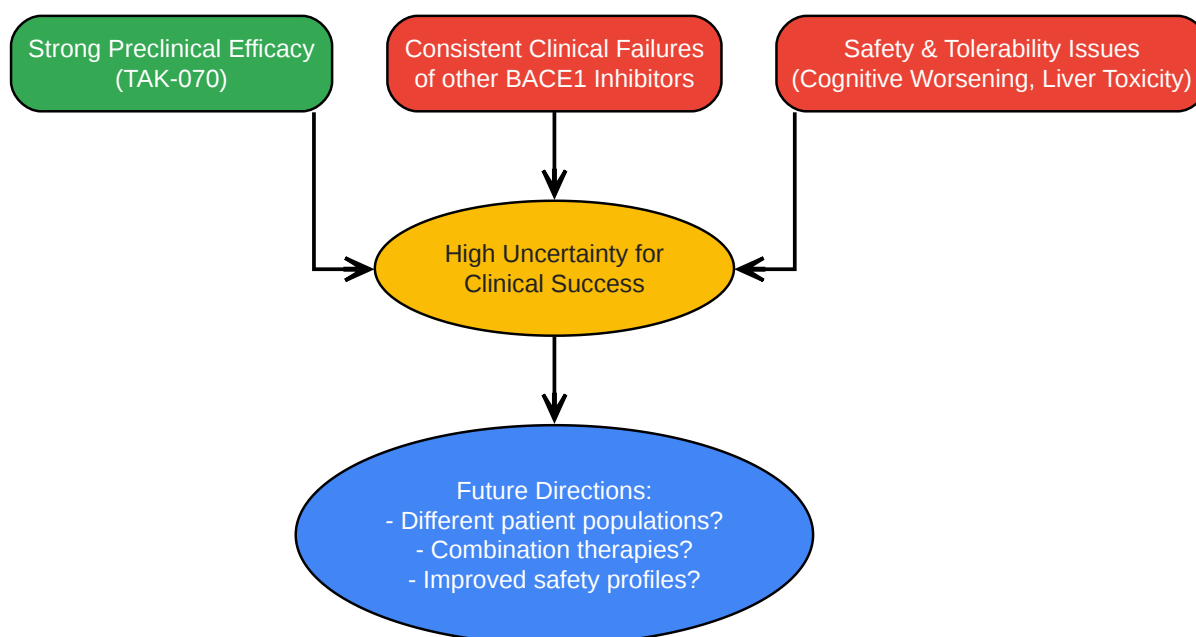 Strong Preclinical Efficacy
(TAK-070)
Consistent Clinical Failures
of other BACE1 Inhibitors
Safety & Tolerability Issues
(Cognitive Worsening, Liver Toxicity)
High Uncertainty for
Clinical Success
Future Directions:
- Different patient populations?
- Combination therapies?
- Improved safety profiles?